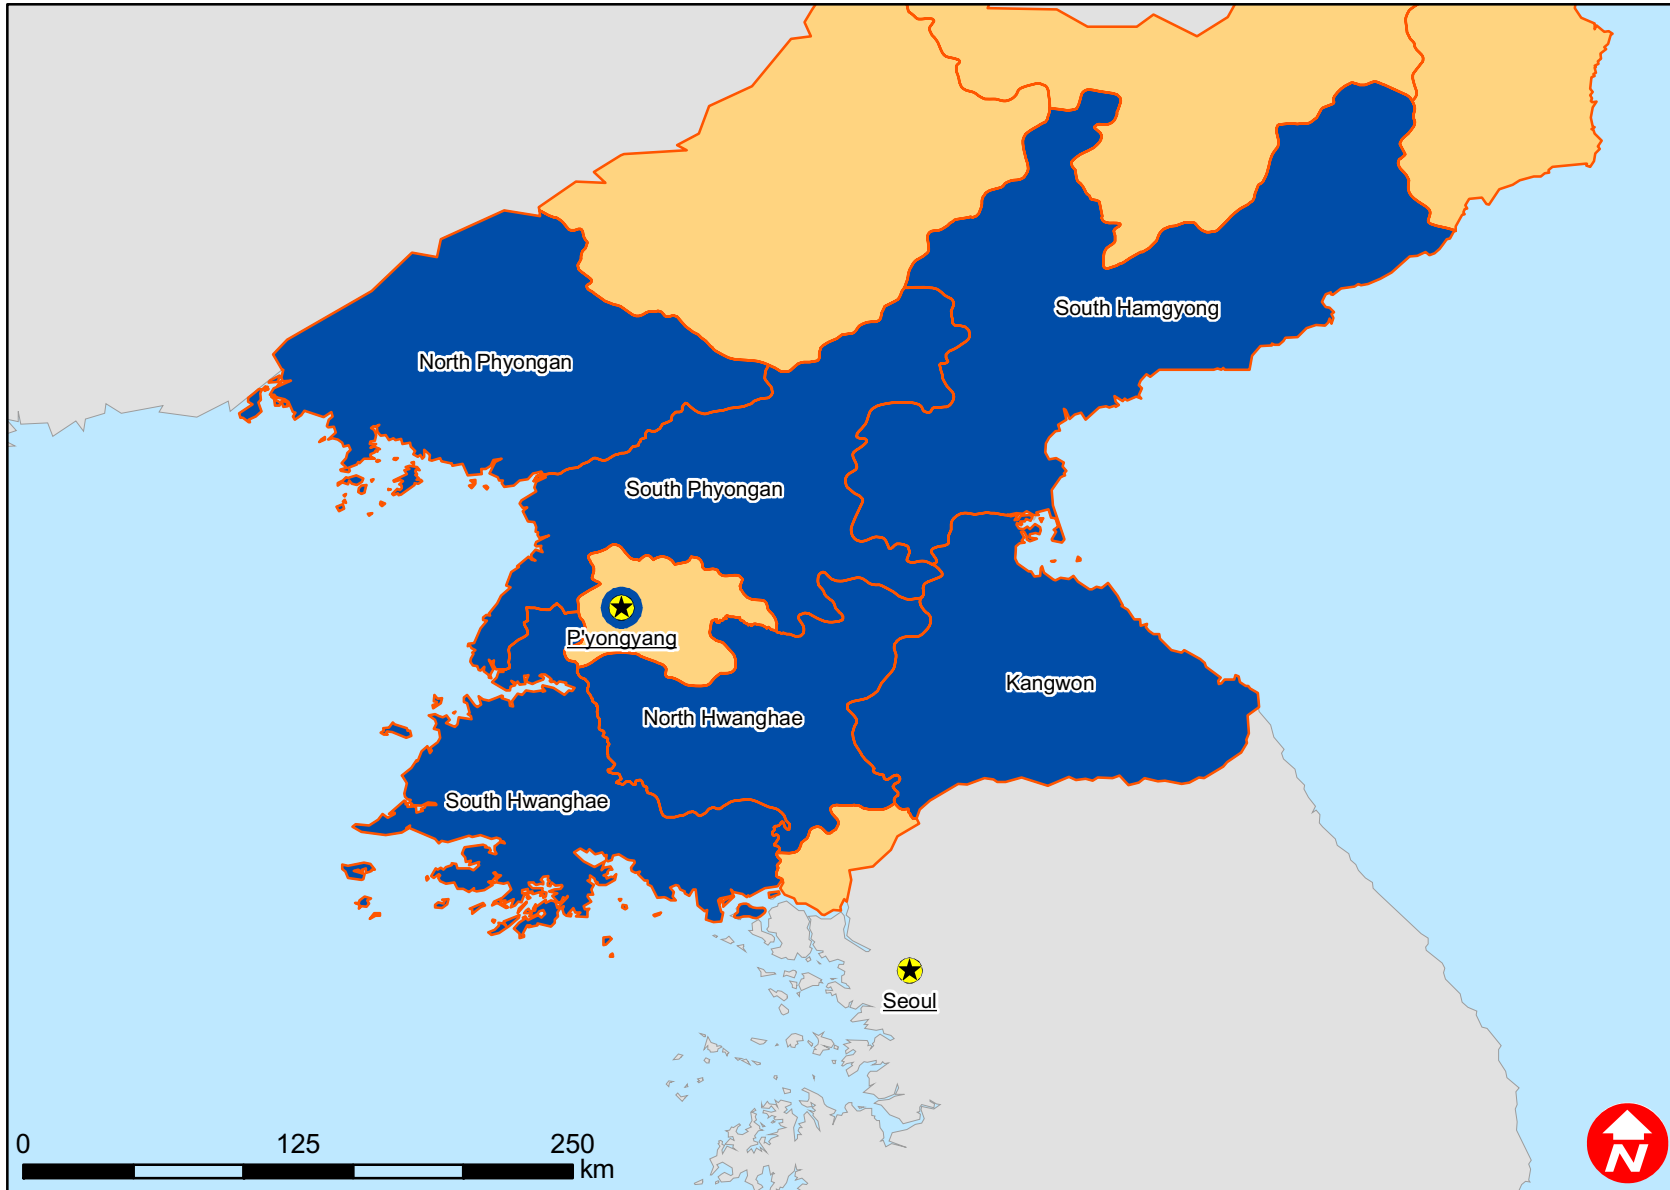 South Hamgyong
North Phyongan
South Phyongan
P'yongyang
Kangwon
North Hwanghae
South Hwanghae
Seoul
0 125 250
km
N